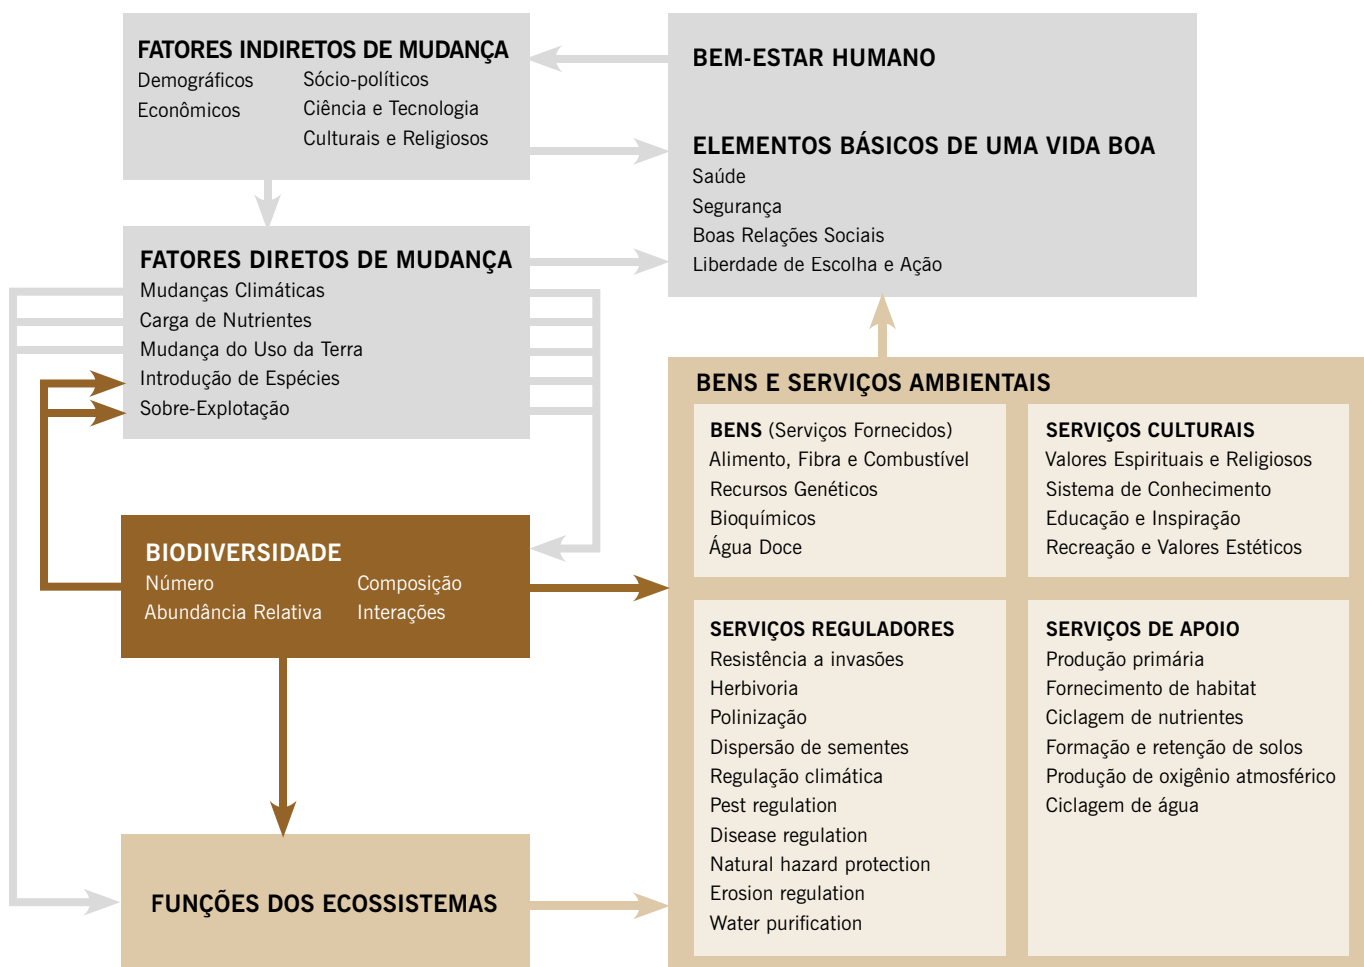 FATORES INDIRETOS DE MUDANÇA
Demográficos
Econômicos
Sócio-políticos
Ciência e Tecnologia
Culturais e Religiosos
BEM-ESTAR HUMANO
ELEMENTOS BÁSICOS DE UMA VIDA BOA
Saúde
Segurança
Boas Relações Sociais
Liberdade de Escolha e Ação
FATORES DIRETOS DE MUDANÇA
Mudanças Climáticas
Carga de Nutrientes
Mudança do Uso da Terra
Introdução de Espécies
Sobre-Explotação
BIODIVERSIDADE
Número
Abundância Relativa
Composição
Interações
FUNÇÕES DOS ECOSSISTEMAS
BENS E SERVIÇOS AMBIENTAIS
BENS (Serviços Fornecidos)
Alimento, Fibra e Combustível
Recursos Genéticos
Bioquímicos
Água Doce
SERVIÇOS CULTURAIS
Valores Espirituais e Religiosos
Sistema de Conhecimento
Educação e Inspiração
Recreação e Valores Estéticos
SERVIÇOS REGULADORES
Resistência a invasões
Herbivoria
Polinização
Dispersão de sementes
Regulação climática
Pest regulation
Disease regulation
Natural hazard protection
Erosion regulation
Water purification
SERVIÇOS DE APOIO
Produção primária
Fornecimento de habitat
Ciclagem de nutrientes
Formação e retenção de solos
Produção de oxigênio atmosférico
Ciclagem de água